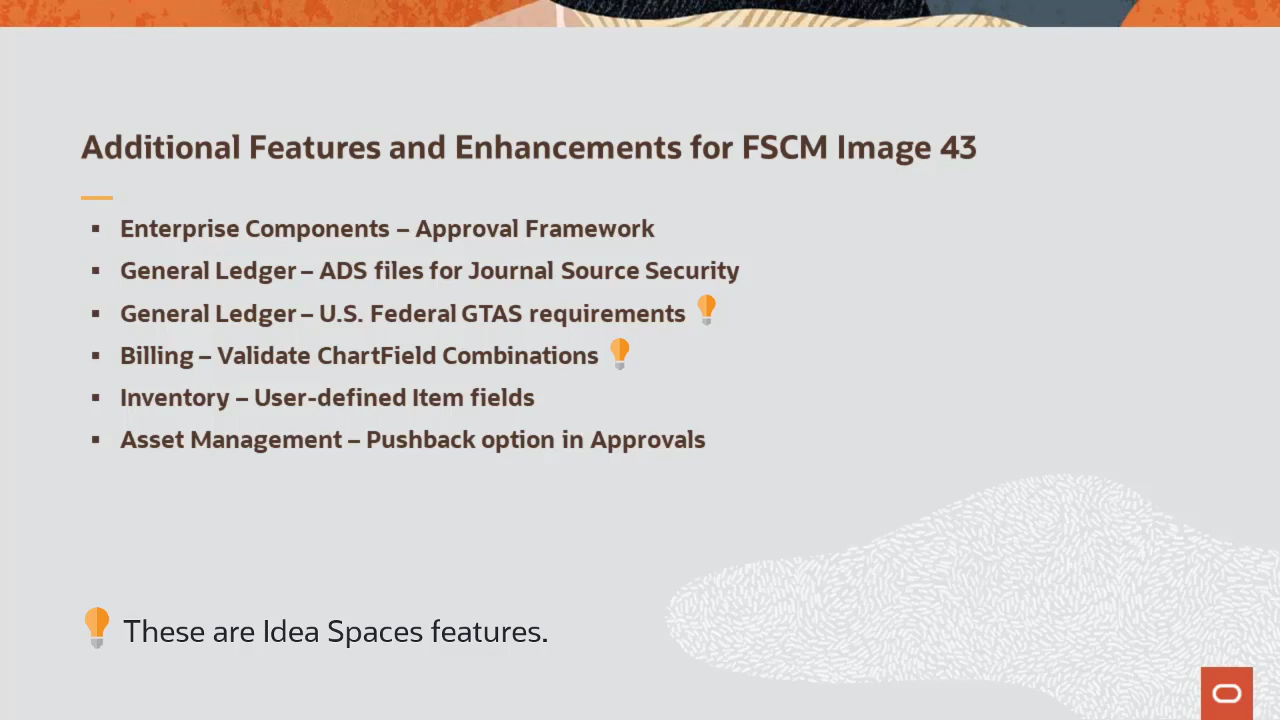 Additional Features and Enhancements for FSCM Image 43
▪ Enterprise Components – Approval Framework
▪ General Ledger – ADS files for Journal Source Security
▪ General Ledger – U.S. Federal GTAS requirements
▪ Billing – Validate ChartField Combinations
▪ Inventory – User-defined Item fields
▪ Asset Management – Pushback option in Approvals
These are Idea Spaces features.